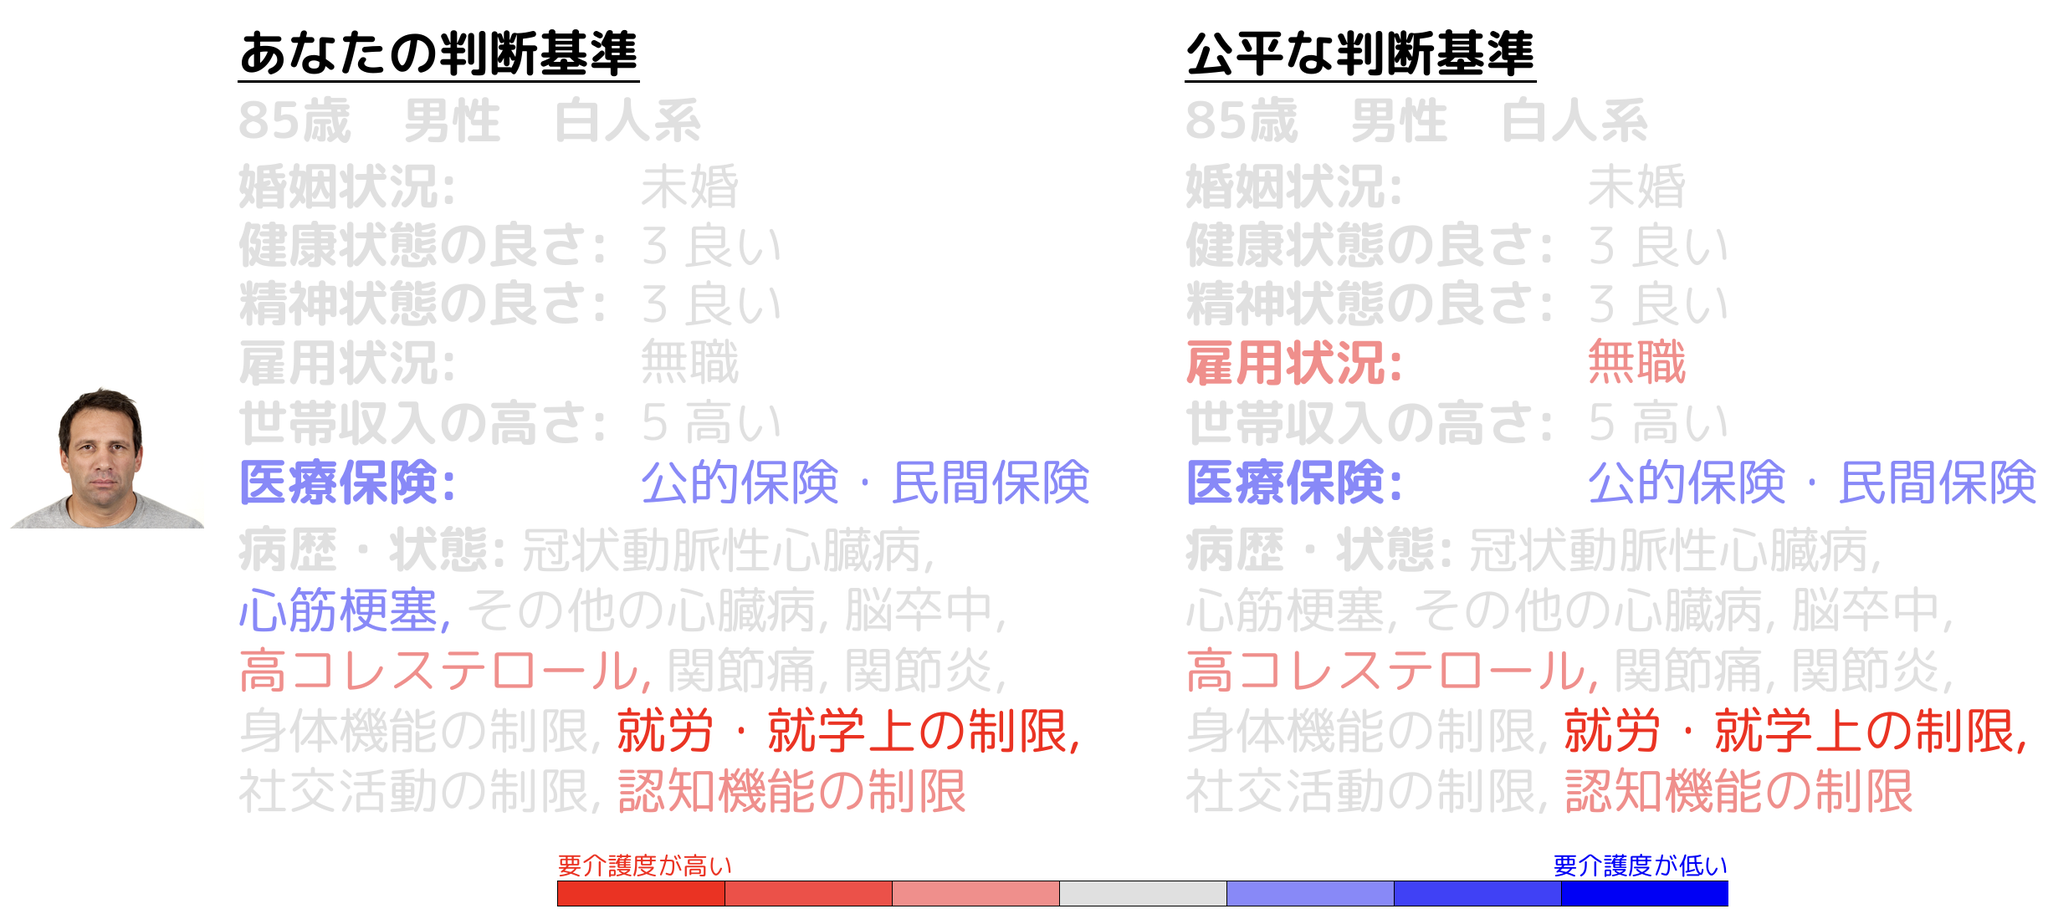 あなたの判断基準
85歳　男性　白人系
婚姻状況: 未婚
健康状態の良さ: 3 良い
精神状態の良さ: 3 良い
雇用状況: 無職
世帯収入の高さ: 5 高い
医療保険: 公的保険・民間保険
病歴・状態: 冠状動脈性心臓病,
心筋梗塞, その他の心臓病, 脳卒中,
高コレステロール, 関節痛, 関節炎,
身体機能の制限, 就労・就学上の制限,
社交活動の制限, 認知機能の制限
公平な判断基準
85歳　男性　白人系
婚姻状況: 未婚
健康状態の良さ: 3 良い
精神状態の良さ: 3 良い
雇用状況: 無職
世帯収入の高さ: 5 高い
医療保険: 公的保険・民間保険
病歴・状態: 冠状動脈性心臓病,
心筋梗塞, その他の心臓病, 脳卒中,
高コレステロール, 関節痛, 関節炎,
身体機能の制限, 就労・就学上の制限,
社交活動の制限, 認知機能の制限
要介護度が高い
要介護度が低い